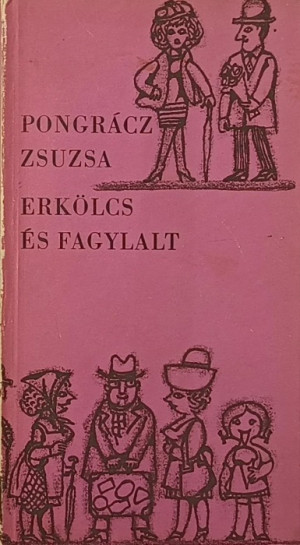 PONGRÁCZ
ZSUZSA
ERKÖLCS
ÉS FAGYLALT